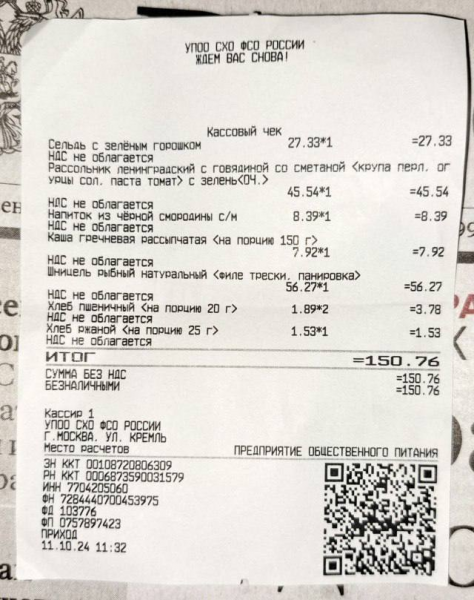 УПОО СХО ФСО РОССИИ
ЖДЕМ ВАС СНОВА!
Кассовый чек
Сельдь с зелёным горошком 27.33*1 =27.33
НДС не облагается
Рассольник ленинградский с говядиной со сметаной <крупа перл. ог
урцы сол. паста томат> с зелень<ОЧ.>
45.54*1 =45.54
НДС не облагается
Напиток из чёрной смородины с/м 8.39*1 =8.39
НДС не облагается
Каша гречневая рассыпчатая <на порцию 150 г>
7.92*1 =7.92
НДС не облагается
Шницель рыбный натуральный <филе трески. панировка>
56.27*1 =56.27
НДС не облагается
Хлеб пшеничный <на порцию 20 г> 1.89*2 =3.78
НДС не облагается
Хлеб ржаной <на порцию 25 г> 1.53*1 =1.53
НДС не облагается
ИТОГ =150.76
СУММА БЕЗ НДС =150.76
БЕЗНАЛИЧНЫМИ =150.76
Кассир 1
УПОО СХО ФСО РОССИИ
Г.МОСКВА. УЛ. КРЕМЛЬ
Место расчетов ПРЕДПРИЯТИЕ ОБЩЕСТВЕННОГО ПИТАНИЯ
ЗН ККТ 00108720806309
РН ККТ 0006873590031579
ИНН 7704205060
ФН 7284440700453975
ФД 103776
ФП 0757897423
ПРИХОД
11.10.24 11:32